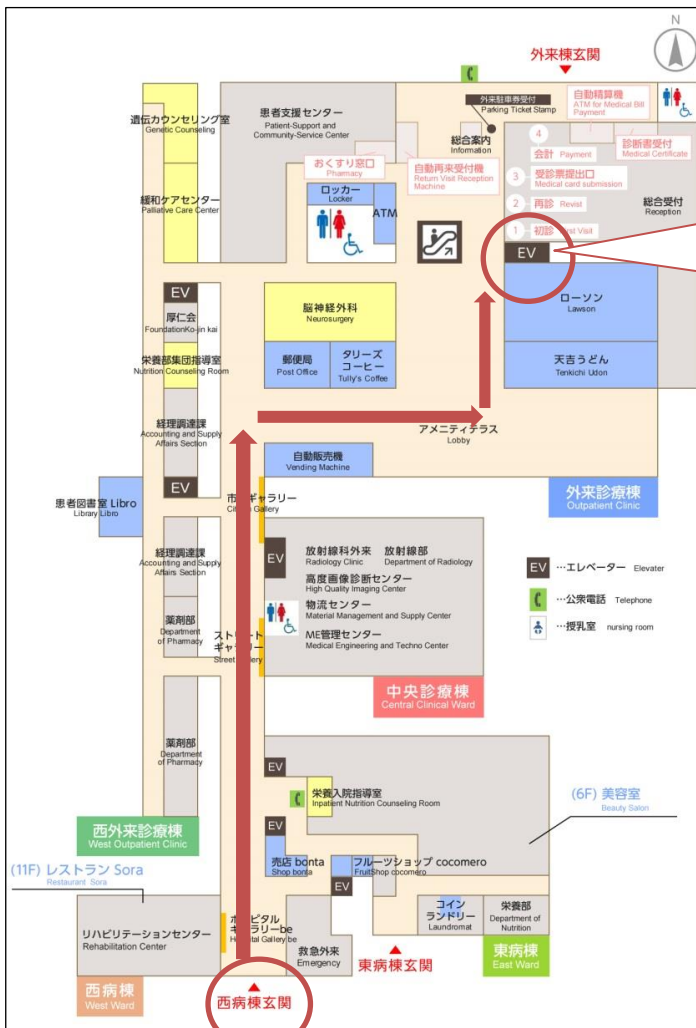 N
外来棟玄関
遺伝カウンセリング室
Genetic Counseling
患者支援センター
Patient-Support and
Community-Service Center
外来駐車券受付
Parking Ticket Stamp
総合案内
Information
自動精算機
ATM for Medical Bill
Payment
診断書受付
Medical Certificate
4
会計 Payment
3
受診票提出口
Medical card submission
2
再診 Revist
1
初診 First Visit
総合受付
Reception
おくすり窓口
Pharmacy
自動再来受付機
Return Visit Reception
Machine
緩和ケアセンター
Palliative Care Center
ロッカー
Locker
ATM
EV
EV
厚仁会
FoundationKo-jin kai
脳神経外科
Neurosurgery
ローソン
Lawson
栄養部集団指導室
Nutrition Counseling Room
郵便局
Post Office
タリーズ
コーヒー
Tully's Coffee
天吉うどん
Tenkichi Udon
経理調達課
Accounting and Supply
Affairs Section
アメニティテラス
Lobby
自動販売機
Vending Machine
EV
患者図書室 Libro
Library Libro
外来診療棟
Outpatient Clinic
経理調達課
Accounting and Supply
Affairs Section
EV
放射線科外来
Radiology Clinic
放射線部
Department of Radiology
高度画像診断センター
High Quality Imaging Center
物流センター
Material Management and Supply Center
ME管理センター
Medical Engineering and Techno Center
EV …エレベーター Elevater
…公衆電話 Telephone
…授乳室 nursing room
薬剤部
Department
of Pharmacy
中央診療棟
Central Clinical Ward
薬剤部
Department
of Pharmacy
EV
栄養入院指導室
Inpatient Nutrition Counseling Room
(6F) 美容室
Beauty Salon
西外来診療棟
West Outpatient Clinic
EV
売店 bonta
Shop bonta
フルーツショップ cocomero
FruitShop cocomero
EV
(11F) レストラン Sora
Restaurant Sora
リハビリテーションセンター
Rehabilitation Center
救急外来
Emergency
コイン
ランドリー
Laundromat
栄養部
Department of
Nutrition
西病棟
West Ward
西病棟玄関
東病棟玄関
東病棟
East Ward